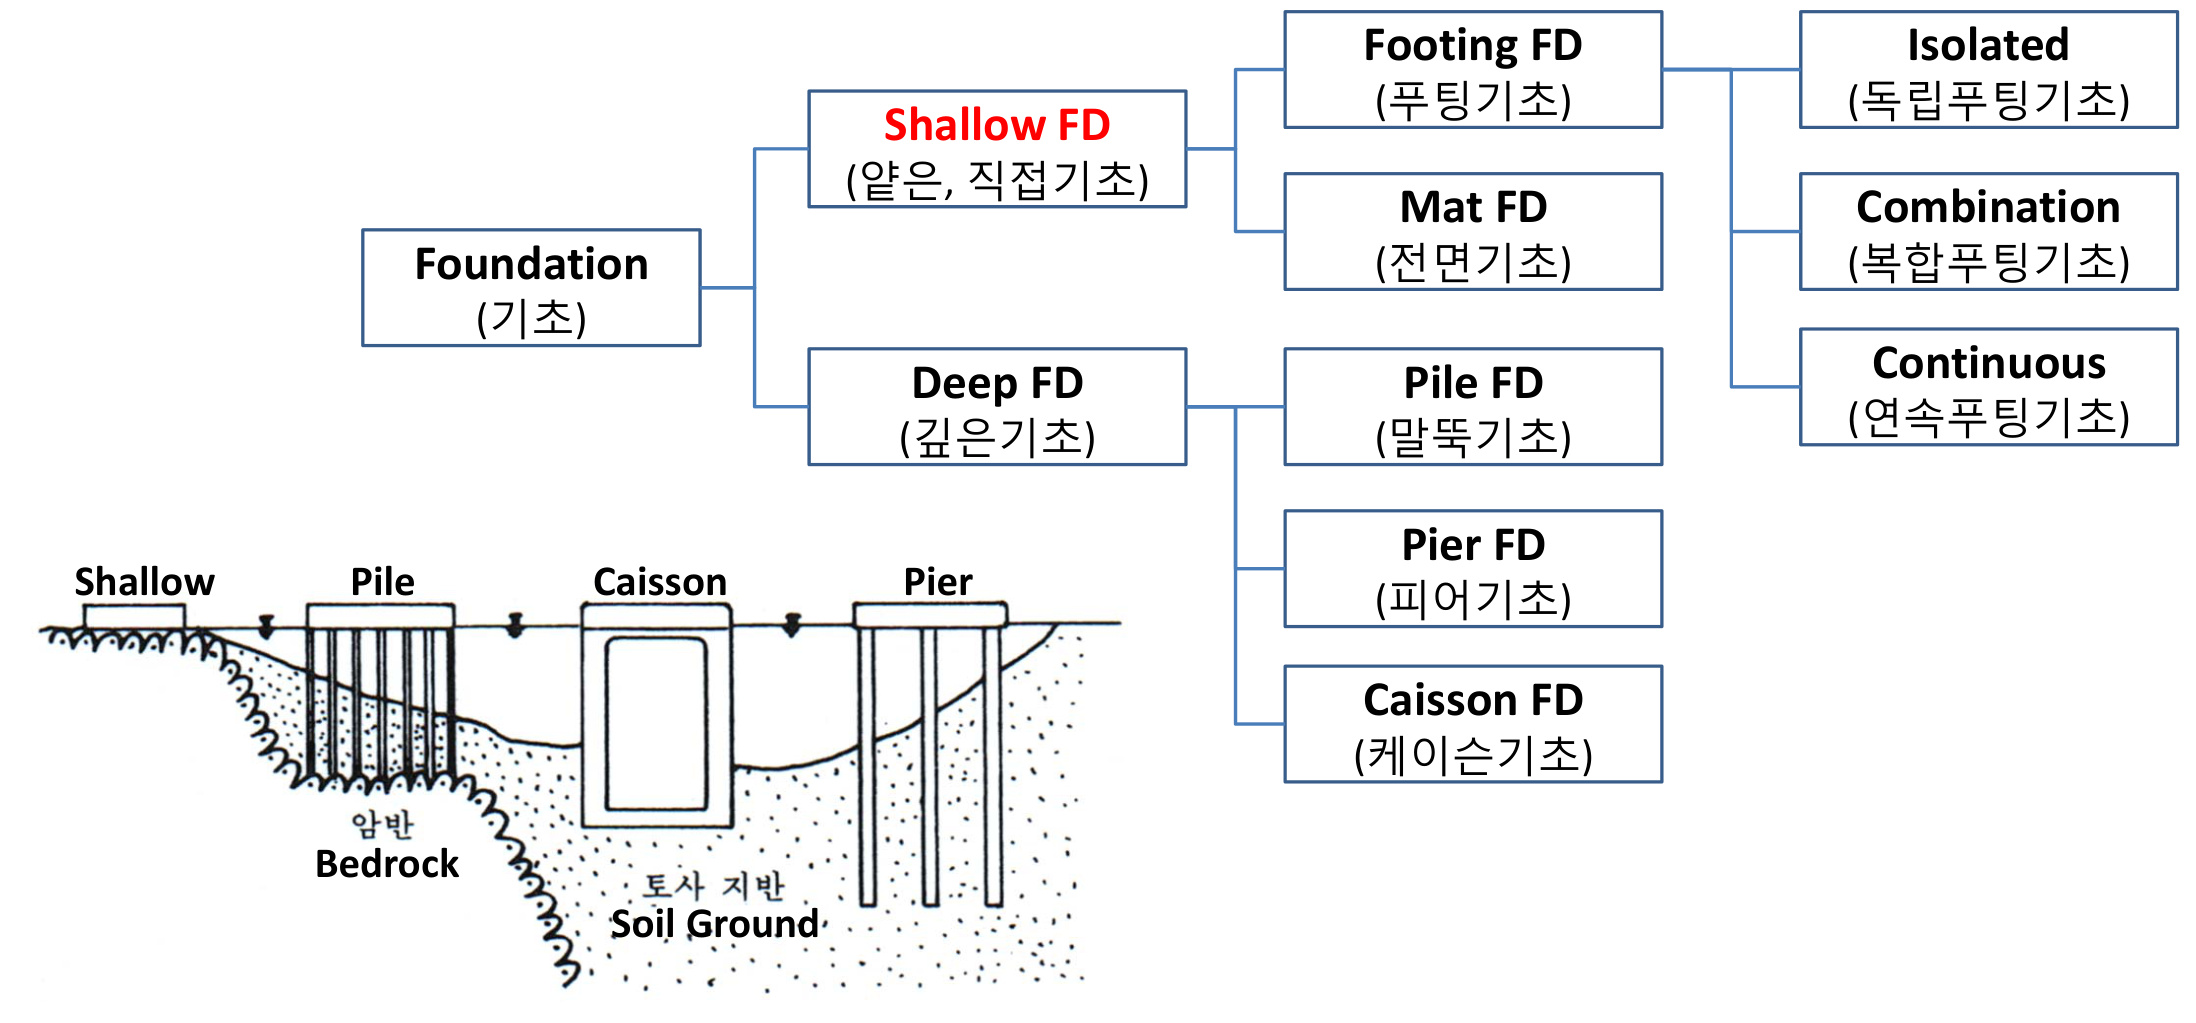 Footing FD
(푸팅기초)
Isolated
(독립푸팅기초)
Shallow FD
(얕은, 직접기초)
Mat FD
(전면기초)
Combination
(복합푸팅기초)
Foundation
(기초)
Deep FD
(깊은기초)
Pile FD
(말뚝기초)
Continuous
(연속푸팅기초)
Pier FD
(피어기초)
Caisson FD
(케이슨기초)
Shallow
Pile
Caisson
Pier
암반
Bedrock
토사 지반
Soil Ground